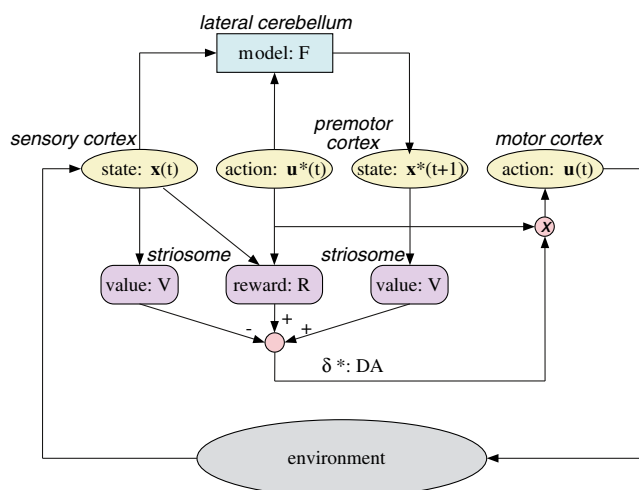 lateral cerebellum
model: F
sensory cortex
premotor
cortex
motor cortex
state: x(t)
action: u*(t)
state: x*(t+1)
action: u(t)
x
striosome
striosome
value: V
reward: R
value: V
-
+
+
δ *: DA
environment